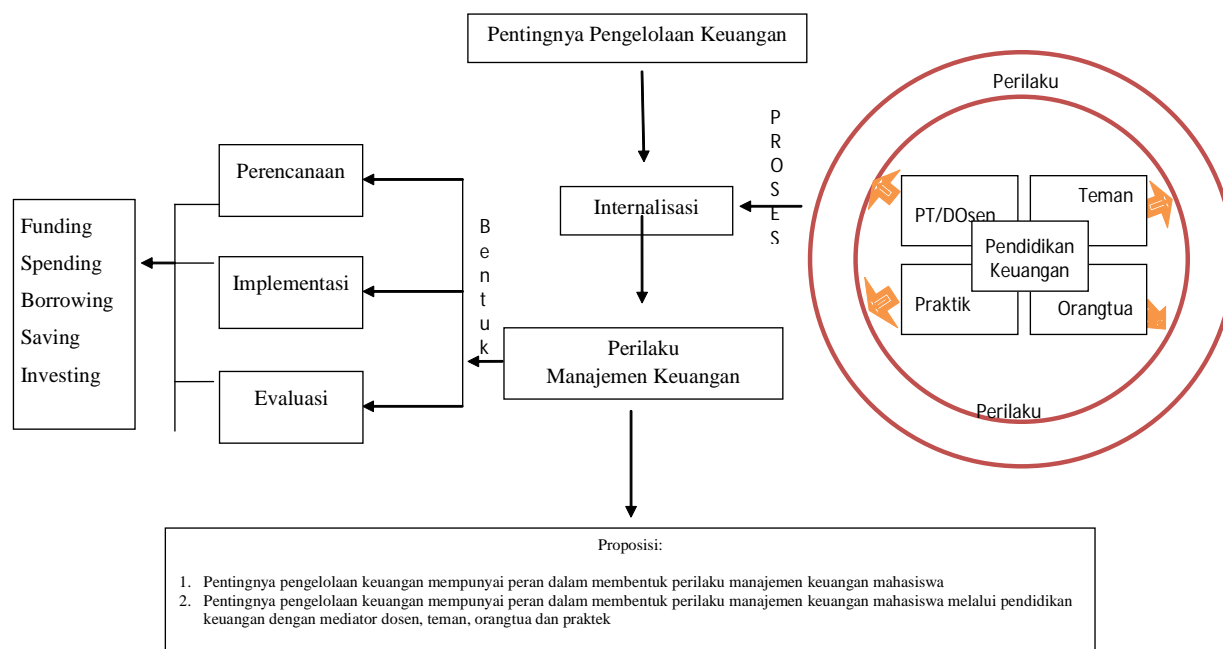 Pentingnya Pengelolaan Keuangan
Perilaku
PROSES
Perencanaan
Internalisasi
PT/DOsen
Teman
Pendidikan
Keuangan
Praktik
Orangtua
Perilaku
Funding
Spending
Borrowing
Saving
Investing
Implementasi
Bentuk
Perilaku
Manajemen Keuangan
Evaluasi
Proposisi:
1. Pentingnya pengelolaan keuangan mempunyai peran dalam membentuk perilaku manajemen keuangan mahasiswa
2. Pentingnya pengelolaan keuangan mempunyai peran dalam membentuk perilaku manajemen keuangan mahasiswa melalui pendidikan
keuangan dengan mediator dosen, teman, orangtua dan praktek